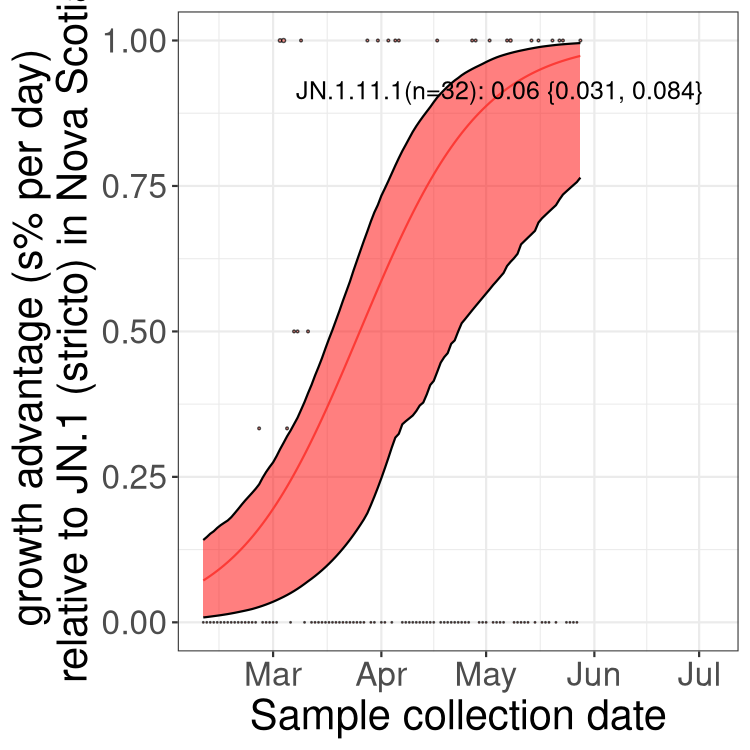 growth advantage (s% per day)
relative to JN.1 (stricto) in Nova Scotia
1.00
0.75
0.50
0.25
0.00
JN.1.11.1(n=32): 0.06 {0.031, 0.084}
Mar Apr May Jun Jul
Sample collection date